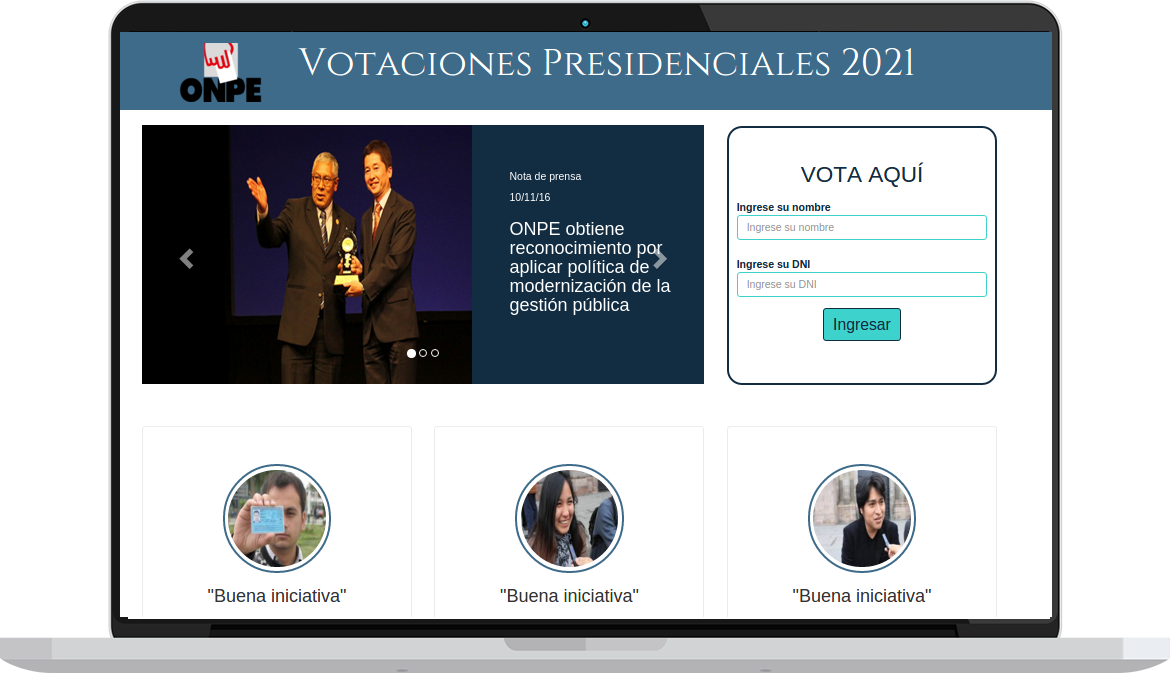 ONPE
Votaciones Presidenciales 2021
Nota de prensa
10/11/16
ONPE obtiene
reconocimiento por
aplicar política de
modernización de la
gestión pública
VOTA AQUÍ
Ingrese su nombre
Ingrese su nombre
Ingrese su DNI
Ingrese su DNI
Ingresar
"Buena iniciativa"
"Buena iniciativa"
"Buena iniciativa"